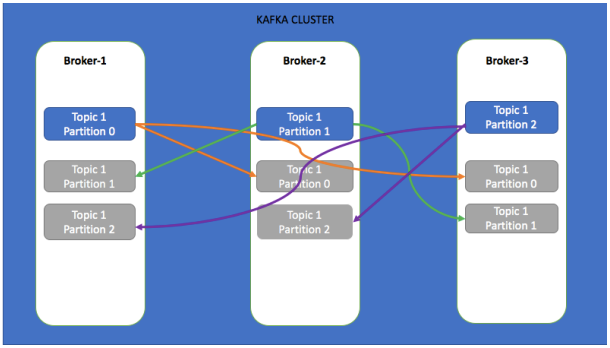 KAFKA CLUSTER
Broker-1
Topic 1
Partition 0
Topic 1
Partition 1
Topic 1
Partition 2
Broker-2
Topic 1
Partition 1
Topic 1
Partition 0
Topic 1
Partition 2
Broker-3
Topic 1
Partition 2
Topic 1
Partition 0
Topic 1
Partition 1